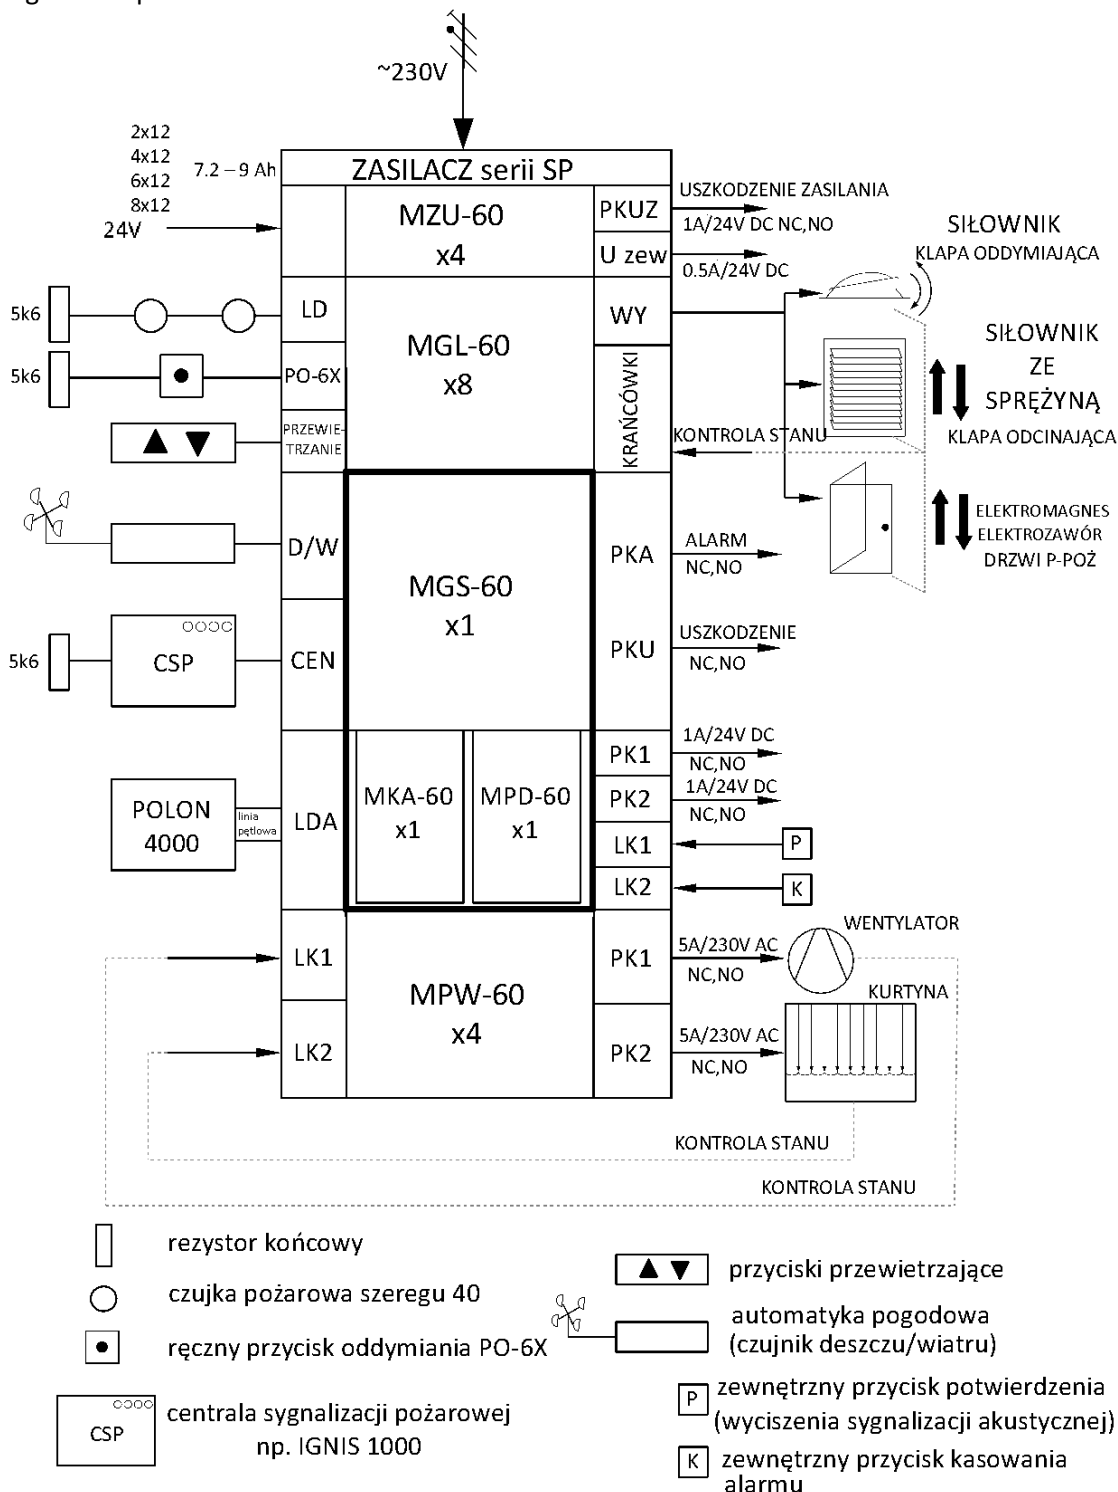 ~230V
2x12
4x12
6x12
8x12
7.2 – 9 Ah
24V
ZASILACZ serii SP
MZU-60
x4
PKUZ
U zew
USZKODZENIE ZASILANIA
1A/24V DC NC,NO
0.5A/24V DC
SIŁOWNIK
KLAPA ODDYMIAJĄCA
5k6
LD
MGL-60
x8
WY
5k6
PO-6X
PRZEWIE-
TRZANIE
KRAŃCÓWKI
KONTROLA STANU
SIŁOWNIK
ZE
SPRĘŻYNĄ
KLAPA ODCINAJĄCA
D/W
MGS-60
x1
PKA
ALARM
NC,NO
ELEKTROMAGNES
ELEKTROZAWÓR
DRZWI P-POŻ
5k6
CSP
CEN
PKU
USZKODZENIE
NC,NO
POLON
4000
linia
pętlowa
LDA
MKA-60
x1
MPD-60
x1
PK1
1A/24V DC
NC,NO
PK2
1A/24V DC
NC,NO
LK1
P
LK2
K
LK1
MPW-60
x4
PK1
5A/230V AC
NC,NO
WENTYLATOR
KURTYNA
LK2
PK2
5A/230V AC
NC,NO
KONTROLA STANU
KONTROLA STANU
rezystor końcowy
czujka pożarowa szeregu 40
ręczny przycisk oddymiania PO-6X
CSP
centrala sygnalizacji pożarowej
np. IGNIS 1000
przyciski przewietrzające
automatyka pogodowa
(czujnik deszczu/wiatru)
P
zewnętrzny przycisk potwierdzenia
(wyciszenia sygnalizacji akustycznej)
K
zewnętrzny przycisk kasowania
alarmu